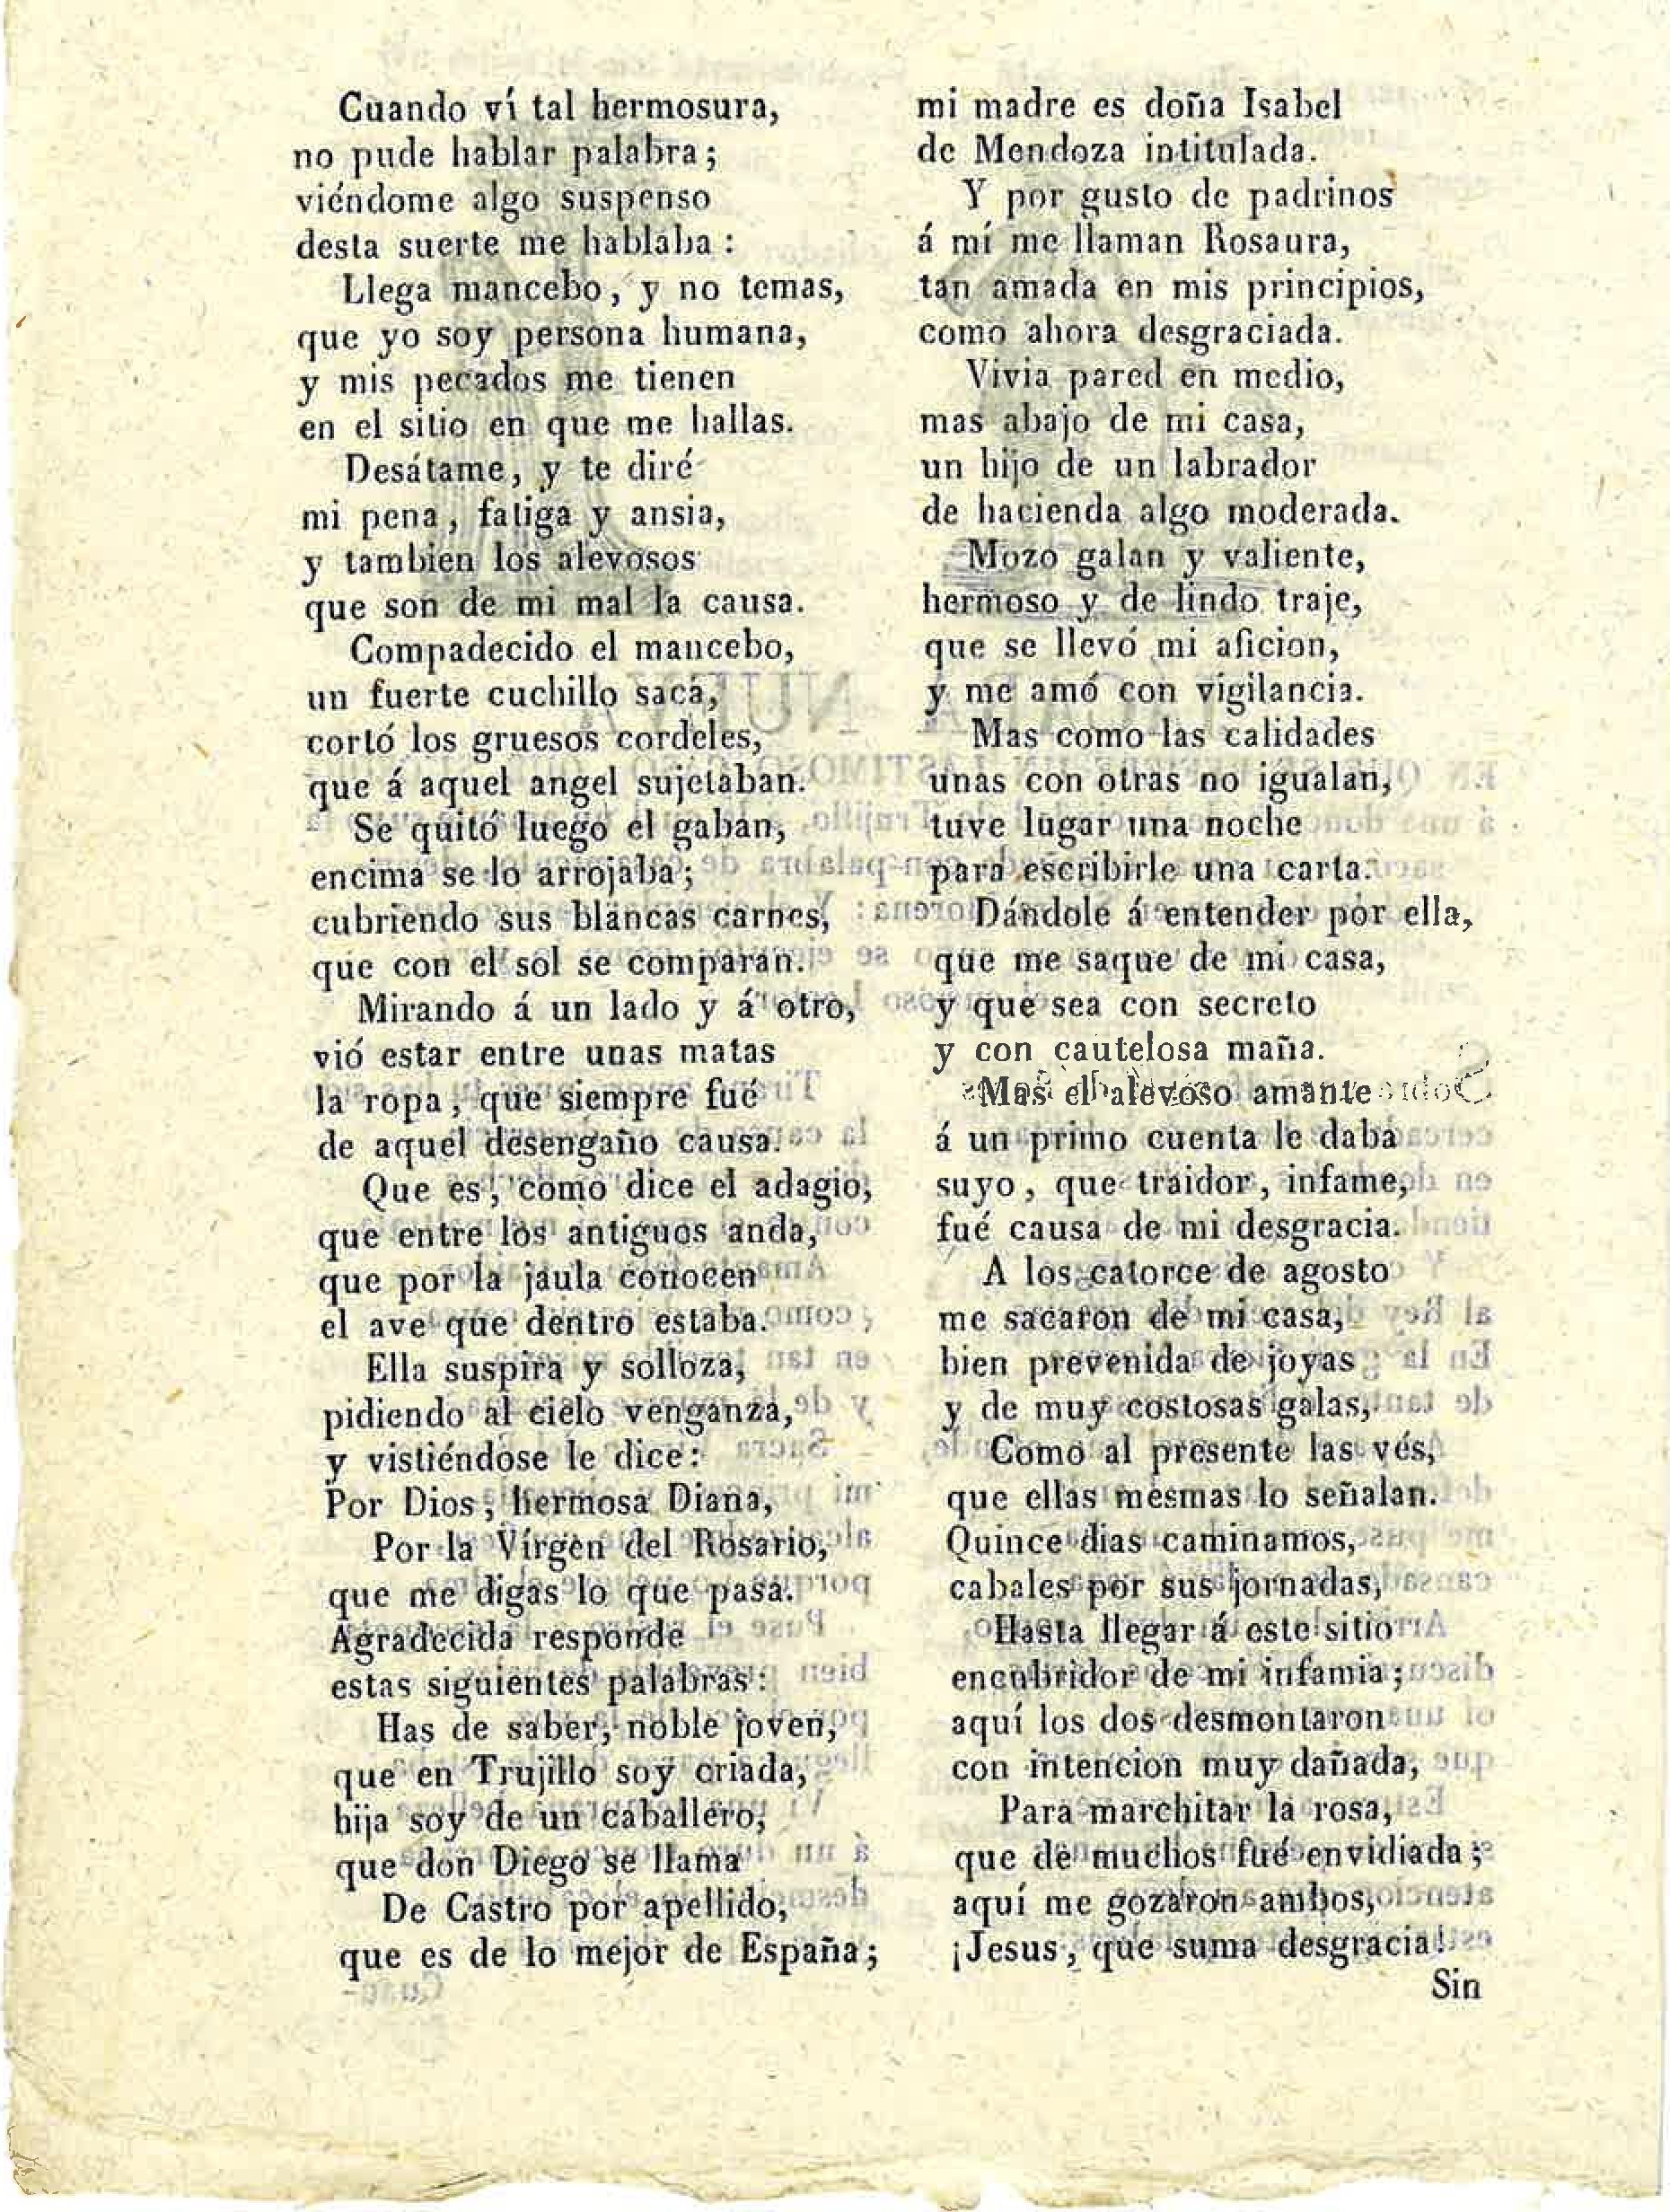 Cuando ví tal hermosura,
no pude hablar palabra;
viéndome algo suspenso
desta suerte me hablaba:
Llega mancebo, y no temas,
que yo soy persona humana,
y mis pecados me tienen
en el sitio en que me hallas.
Desátame, y te diré
mi pena, fatiga y ansia,
y tambien los alevosos
que son de mi mal la causa.
Compadecido el mancebo,
un fuerte cuchillo saca,
cortó los gruesos cordeles,
que á aquel angel sujetaban.
Se quitó luego el gaban,
encima se lo arrojaba;
cubriendo sus blancas carnes,
que con el sol se comparan.
Mirando á un lado y á otro,
vió estar entre unas matas
la ropa, que siempre fué
de aquel desengaño causa.
Que es, como dice el adagio,
que entre los antiguos anda,
que por la jaula conocen
el ave que dentro estaba.
Ella suspira y solloza,
pidiendo al cielo venganza,
y vistiéndose le dice:
Por Dios, hermosa Diana,
Por la Vírgen del Rosario,
que me digas lo que pasa.
Agradecida responde
estas siguientes palabras:
Has de saber, noble joven,
que en Trujillo soy criada,
hija soy de un caballero,
que don Diego se llama
De Castro por apellido,
que es de lo mejor de España;
mi madre es doña Isabel
de Mendoza intitulada.
Y por gusto de padrinos
á mí me llaman Rosaura,
tan amada en mis principios,
como ahora desgraciada.
Vivia pared en medio,
mas abajo de mi casa,
un hijo de un labrador
de hacienda algo moderada.
Mozo galan y valiente,
hermoso y de lindo traje,
que se llevó mi aficion,
y me amó con vigilancia.
Mas como las calidades
unas con otras no igualan,
tuve lugar una noche
para escribirle una carta.
Dándole á entender por ella,
que me saque de mi casa,
y que sea con secreto
y con cautelosa maña.
Mas el alevoso amante
á un primo cuenta le daba
suyo, que traidor, infame,
fué causa de mi desgracia.
A los catorce de agosto
me sacaron de mi casa,
bien prevenida de joyas
y de muy costosas galas,
Como al presente las vés,
que ellas mesmas lo señalan.
Quince dias caminamos,
cabales por sus jornadas,
Hasta llegar á este sitio
encubridor de mi infamia;
aquí los dos desmontaron
con intencion muy dañada,
Para marchitar la rosa,
que de muchos fué envidiada;
aquí me gozaron ambos,
¡Jesus, que suma desgracia!
Sin